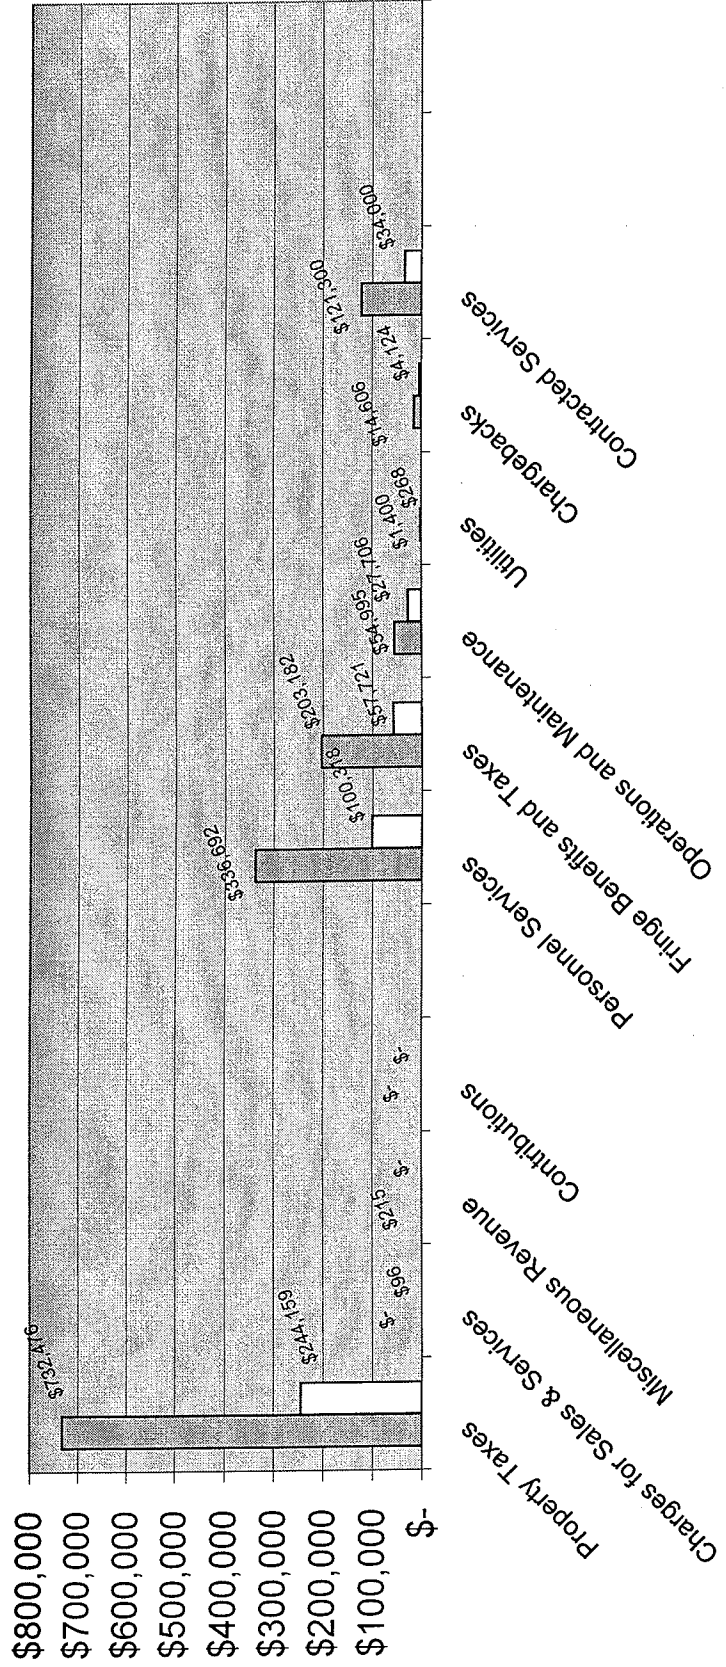 $800,000
$700,000
$600,000
$500,000
$400,000
$300,000
$200,000
$100,000
$-
$732,476
$244,159
$-
$96
$215
$-
$-
$-
$336,692
$100,318
$203,182
$57,721
$54,995
$27,706
$1,400
$268
$14,606
$4,124
$121,300
$34,000
Property Taxes
Charges for Sales & Services
Miscellaneous Revenue
Contributions
Personnel Services
Fringe Benefits and Taxes
Operations and Maintenance
Utilities
Chargebacks
Contracted Services